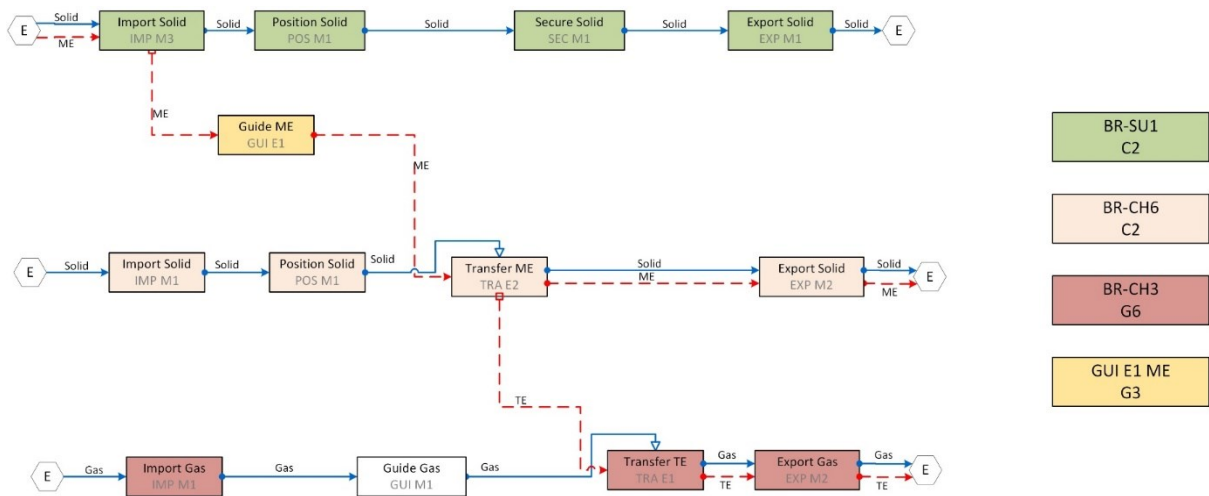 E
Solid
ME
Import Solid
IMP M3
Solid
Position Solid
POS M1
Solid
Secure Solid
SEC M1
Solid
Export Solid
EXP M1
Solid
E
ME
Guide ME
GUI E1
ME
E
Solid
Import Solid
IMP M1
Solid
Position Solid
POS M1
Solid
Transfer ME
TRA E2
Solid
ME
Export Solid
EXP M2
Solid
ME
E
TE
E
Gas
Import Gas
IMP M1
Gas
Guide Gas
GUI M1
Gas
Transfer TE
TRA E1
Gas
TE
Export Gas
EXP M2
Gas
TE
E
BR-SU1
C2
BR-CH6
C2
BR-CH3
G6
GUI E1 ME
G3